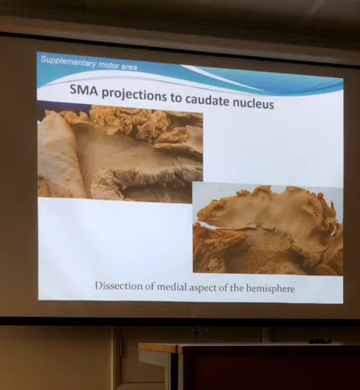 Supplementary motor area
SMA projections to caudate nucleus
Dissection of medial aspect of the hemisphere